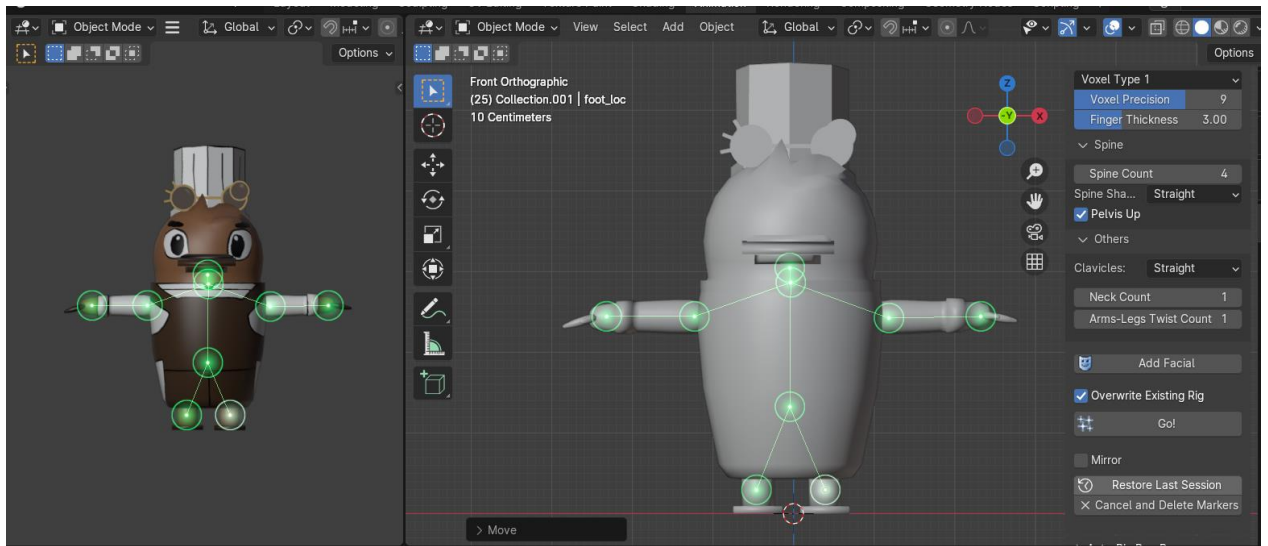 Object Mode
Global
Options
Object Mode
View
Select
Add
Object
Global
Options
Front Orthographic
(25) Collection.001 | foot_loc
10 Centimeters
Z
-Y
X
Voxel Type 1
Voxel Precision 9
Finger Thickness 3.00
Spine
Spine Count 4
Spine Sha... Straight
Pelvis Up
Others
Clavicles: Straight
Neck Count 1
Arms-Legs Twist Count 1
Add Facial
Overwrite Existing Rig
Go!
Mirror
Restore Last Session
Cancel and Delete Markers
> Move